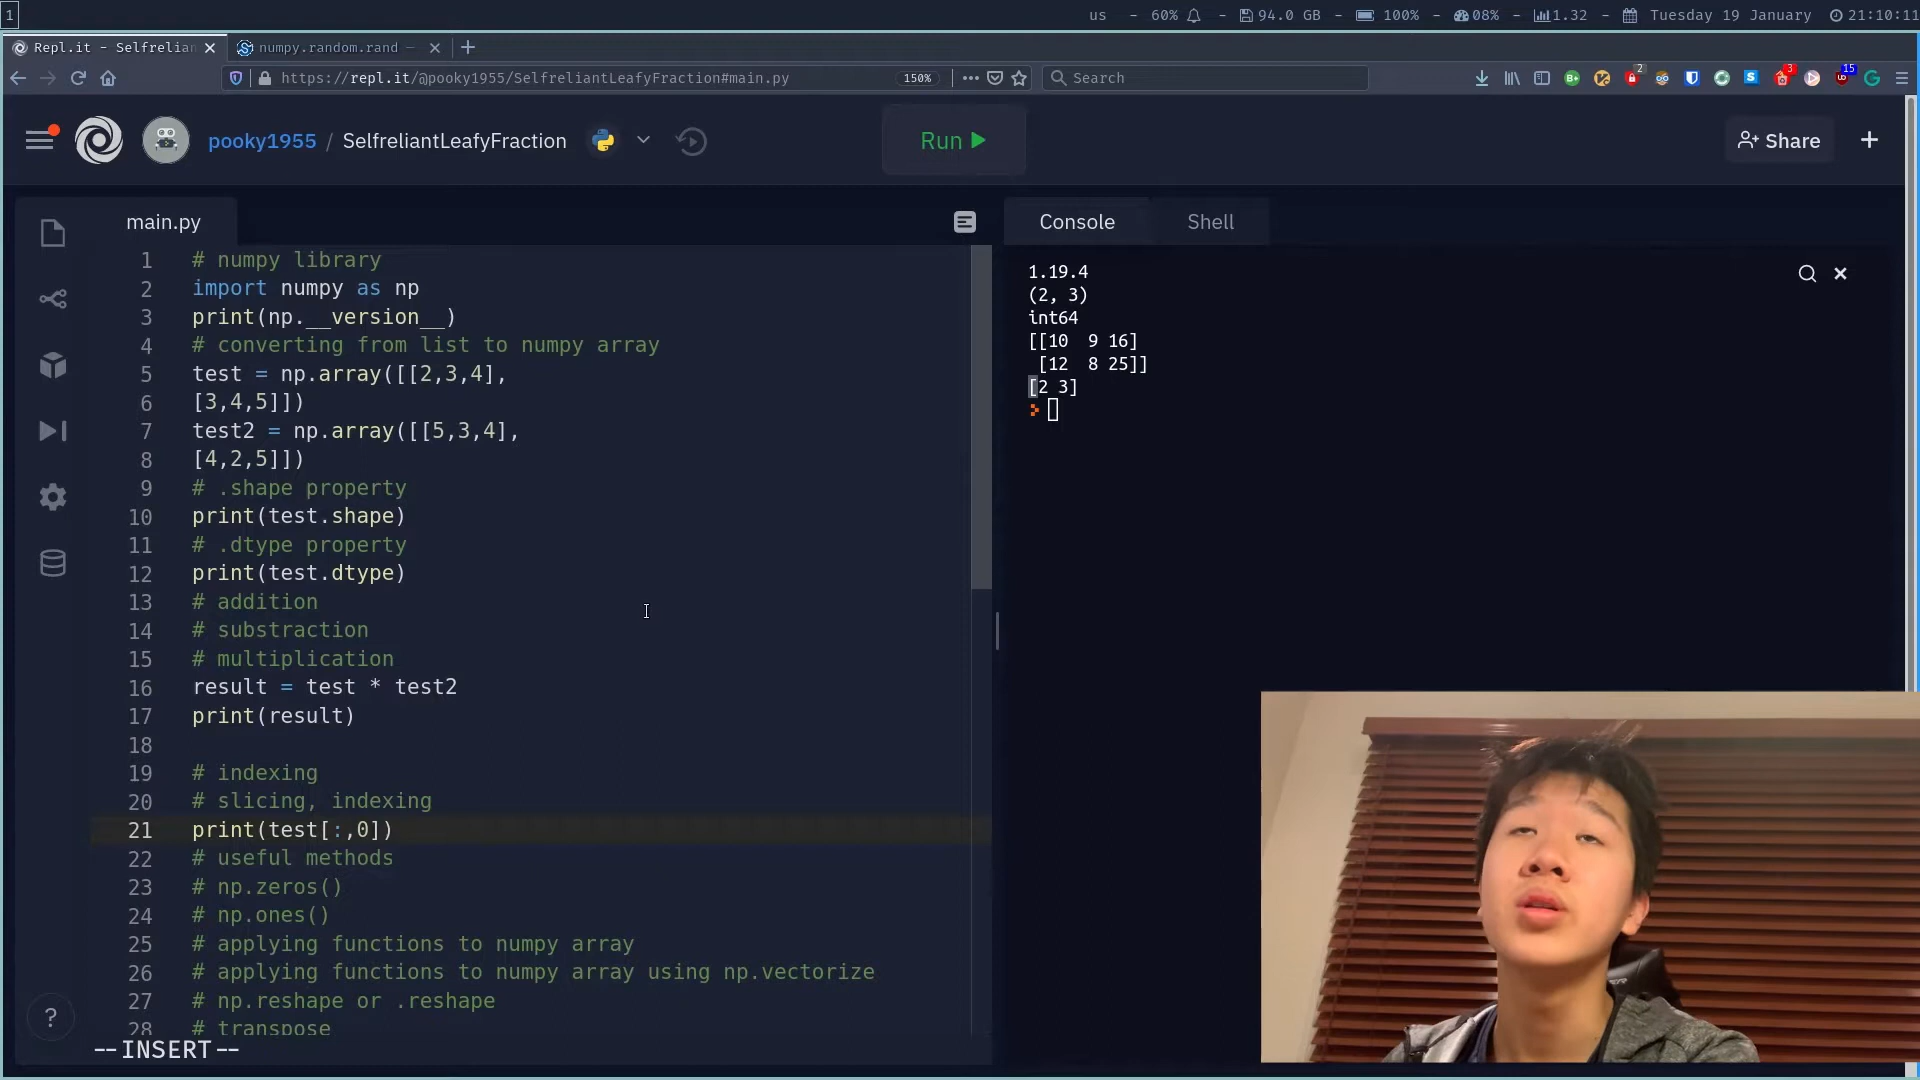 1
us - 60% - 94.0 GB - 100% - 08% - 1.32 - Tuesday 19 January 21:10:11
Repl.it - Selfrelian
numpy.random.rand —
https://repl.it/@pooky1955/SelfreliantLeafyFraction#main.py
150%
Search
2
3
15
pooky1955 / SelfreliantLeafyFraction
Run
Share
main.py
1 # numpy library
2 import numpy as np
3 print(np.__version__)
4 # converting from list to numpy array
5 test = np.array([[2,3,4],
6 [3,4,5]])
7 test2 = np.array([[5,3,4],
8 [4,2,5]])
9 # .shape property
10 print(test.shape)
11 # .dtype property
12 print(test.dtype)
13 # addition
14 # substraction
15 # multiplication
16 result = test * test2
17 print(result)
18
19 # indexing
20 # slicing, indexing
21 print(test[:,0])
22 # useful methods
23 # np.zeros()
24 # np.ones()
25 # applying functions to numpy array
26 # applying functions to numpy array using np.vectorize
27 # np.reshape or .reshape
28 # transpose
--INSERT--
Console
Shell
1.19.4
(2, 3)
int64
[[10  9 16]
 [12  8 25]]
[2 3]